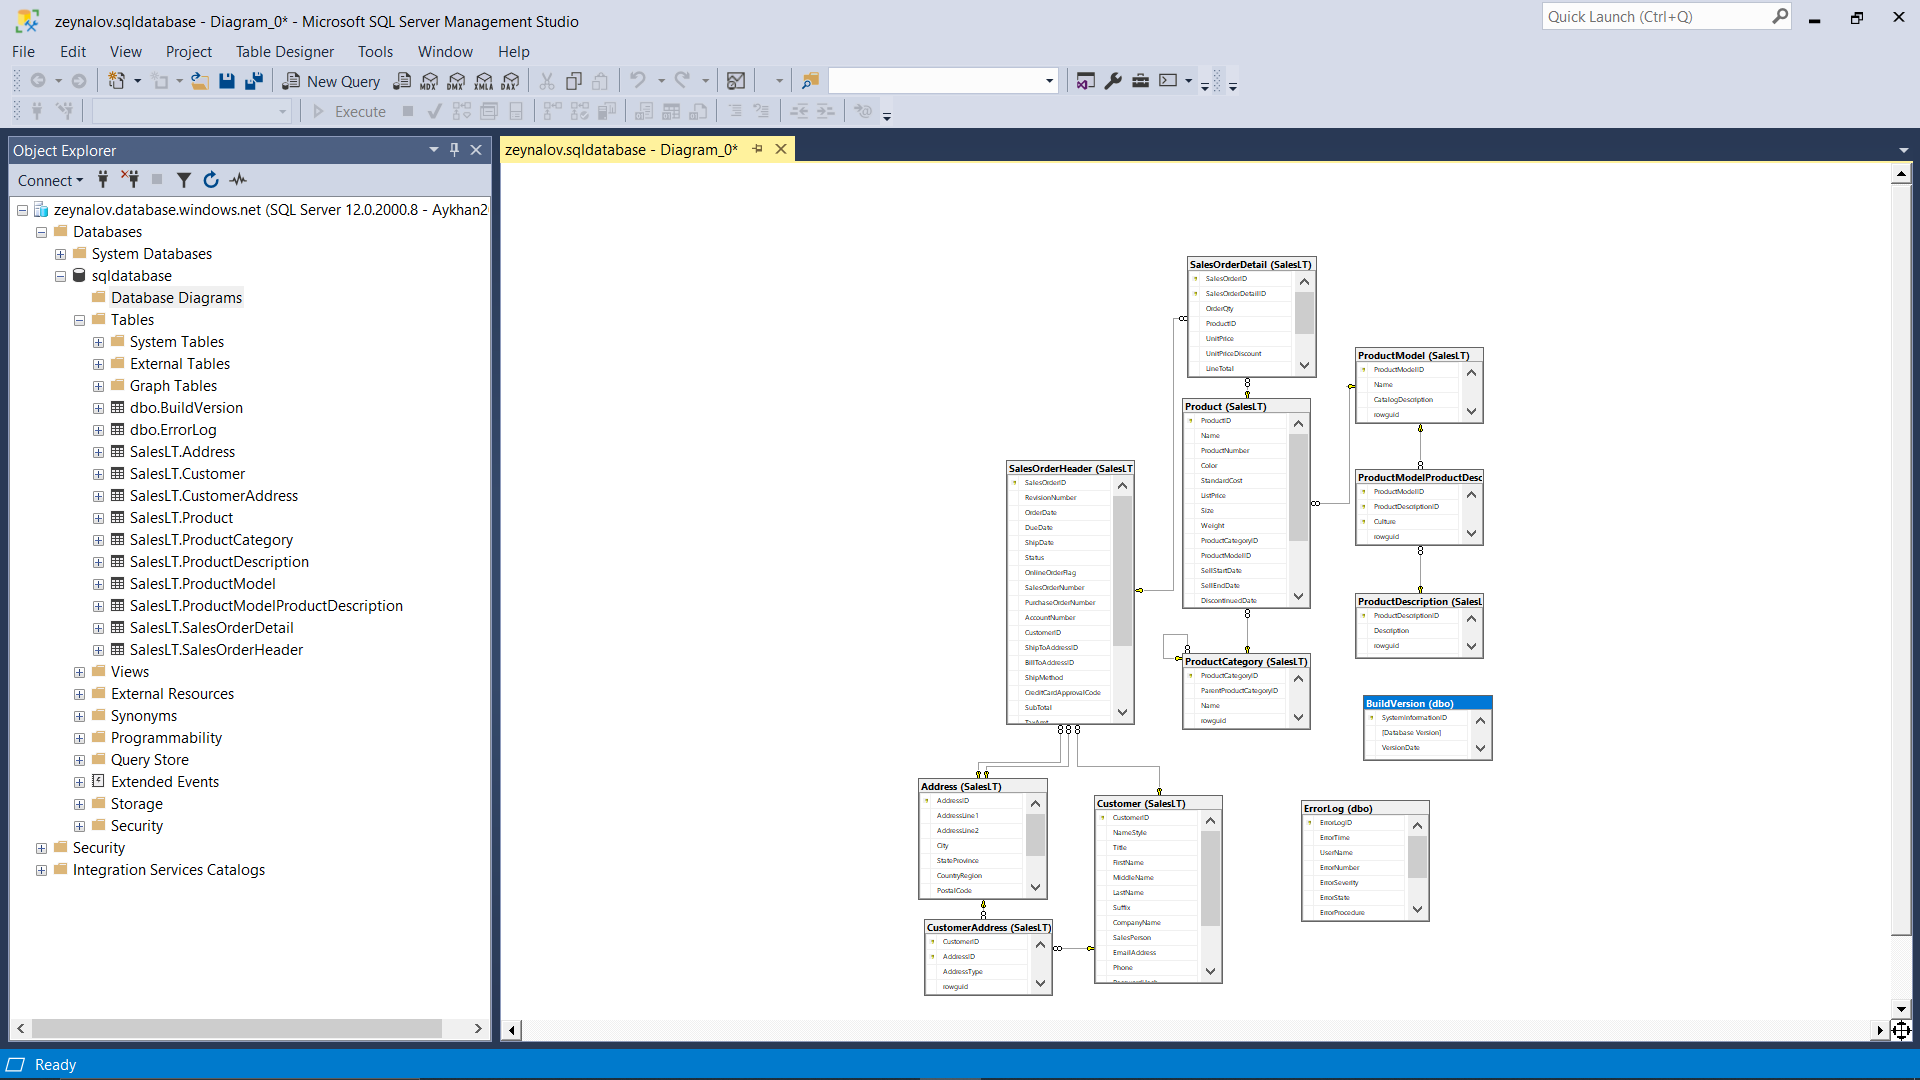 zeynalov.sqldatabase - Diagram_0* - Microsoft SQL Server Management Studio
Quick Launch (Ctrl+Q)
File Edit View Project Table Designer Tools Window Help
New Query MDX DMX XMLA DAX
Execute
Object Explorer
Connect
zeynalov.database.windows.net (SQL Server 12.0.2000.8 - Aykhan2
Databases
System Databases
sqldatabase
Database Diagrams
Tables
System Tables
External Tables
Graph Tables
dbo.BuildVersion
dbo.ErrorLog
SalesLT.Address
SalesLT.Customer
SalesLT.CustomerAddress
SalesLT.Product
SalesLT.ProductCategory
SalesLT.ProductDescription
SalesLT.ProductModel
SalesLT.ProductModelProductDescription
SalesLT.SalesOrderDetail
SalesLT.SalesOrderHeader
Views
External Resources
Synonyms
Programmability
Query Store
Extended Events
Storage
Security
Security
Integration Services Catalogs
zeynalov.sqldatabase - Diagram_0*
SalesOrderDetail (SalesLT)
SalesOrderID
SalesOrderDetailID
OrderQty
ProductID
UnitPrice
UnitPriceDiscount
LineTotal
ProductModel (SalesLT)
ProductModelID
Name
CatalogDescription
rowguid
Product (SalesLT)
ProductID
Name
ProductNumber
Color
StandardCost
ListPrice
Size
Weight
ProductCategoryID
ProductModelID
SellStartDate
SellEndDate
DiscontinuedDate
SalesOrderHeader (SalesLT
SalesOrderID
RevisionNumber
OrderDate
DueDate
ShipDate
Status
OnlineOrderFlag
SalesOrderNumber
PurchaseOrderNumber
AccountNumber
CustomerID
ShipToAddressID
BillToAddressID
ShipMethod
CreditCardApprovalCode
SubTotal
TaxAmt
ProductModelProductDesc
ProductModelID
ProductDescriptionID
Culture
rowguid
ProductDescription (SalesL
ProductDescriptionID
Description
rowguid
ProductCategory (SalesLT)
ProductCategoryID
ParentProductCategoryID
Name
rowguid
BuildVersion (dbo)
SystemInformationID
[Database Version]
VersionDate
Address (SalesLT)
AddressID
AddressLine1
AddressLine2
City
StateProvince
CountryRegion
PostalCode
Customer (SalesLT)
CustomerID
NameStyle
Title
FirstName
MiddleName
LastName
Suffix
CompanyName
SalesPerson
EmailAddress
Phone
ErrorLog (dbo)
ErrorLogID
ErrorTime
UserName
ErrorNumber
ErrorSeverity
ErrorState
ErrorProcedure
CustomerAddress (SalesLT)
CustomerID
AddressID
AddressType
rowguid
Ready